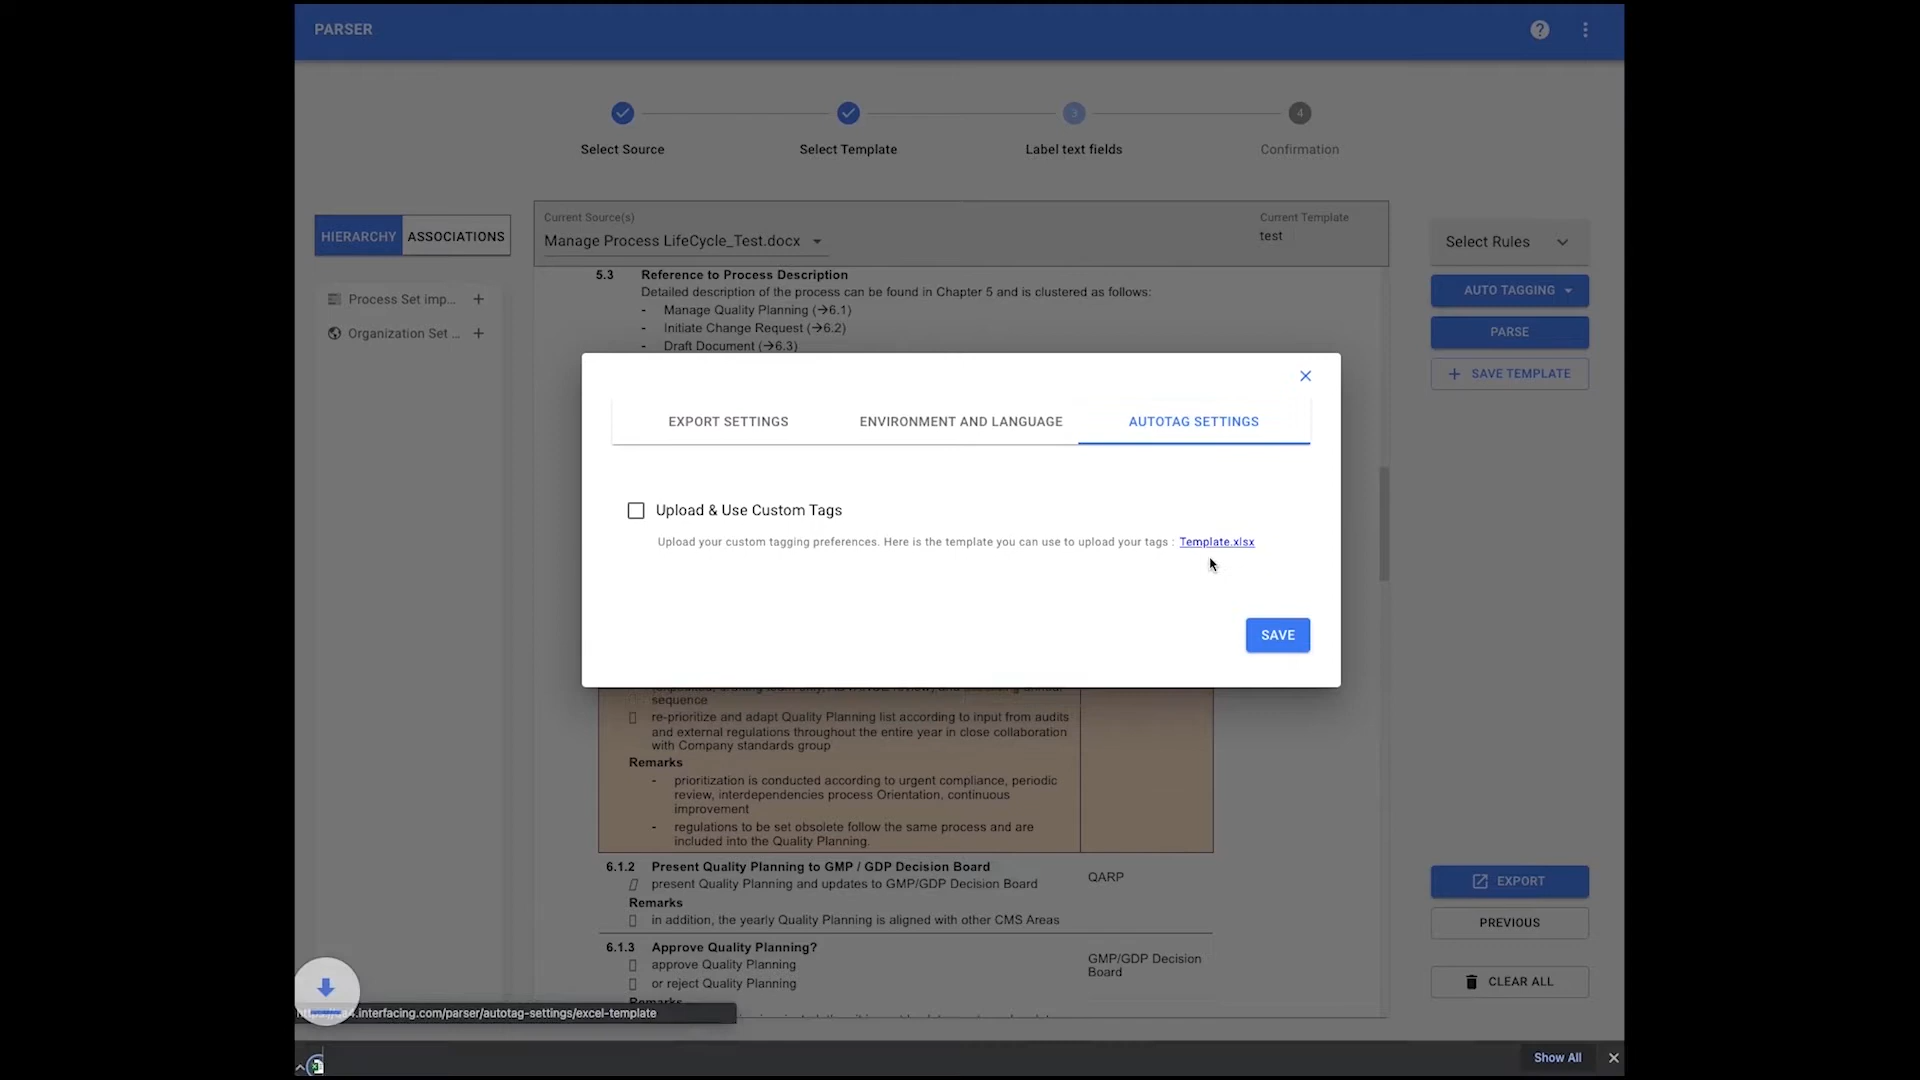 PARSER
Select Source
Select Template
3
Label text fields
4
Confirmation
HIERARCHY
ASSOCIATIONS
Process Set imp...
Organization Set ...
Current Source(s)
Manage Process LifeCycle_Test.docx
Current Template
test
Select Rules
AUTO TAGGING
PARSE
SAVE TEMPLATE
5.3 Reference to Process Description
Detailed description of the process can be found in Chapter 5 and is clustered as follows:
- Manage Quality Planning (→6.1)
- Initiate Change Request (→6.2)
- Draft Document (→6.3)
EXPORT SETTINGS
ENVIRONMENT AND LANGUAGE
AUTOTAG SETTINGS
Upload & Use Custom Tags
Upload your custom tagging preferences. Here is the template you can use to upload your tags : Template.xlsx
SAVE
sequence
re-prioritize and adapt Quality Planning list according to input from audits
and external regulations throughout the entire year in close collaboration
with Company standards group
Remarks
- prioritization is conducted according to urgent compliance, periodic
review, interdependencies process Orientation, continuous
improvement
- regulations to be set obsolete follow the same process and are
included into the Quality Planning.
6.1.2 Present Quality Planning to GMP / GDP Decision Board
QARP
present Quality Planning and updates to GMP/GDP Decision Board
Remarks
in addition, the yearly Quality Planning is aligned with other CMS Areas
6.1.3 Approve Quality Planning?
GMP/GDP Decision
Board
approve Quality Planning
or reject Quality Planning
Remarks
EXPORT
PREVIOUS
CLEAR ALL
.interfacing.com/parser/autotag-settings/excel-template
Show All